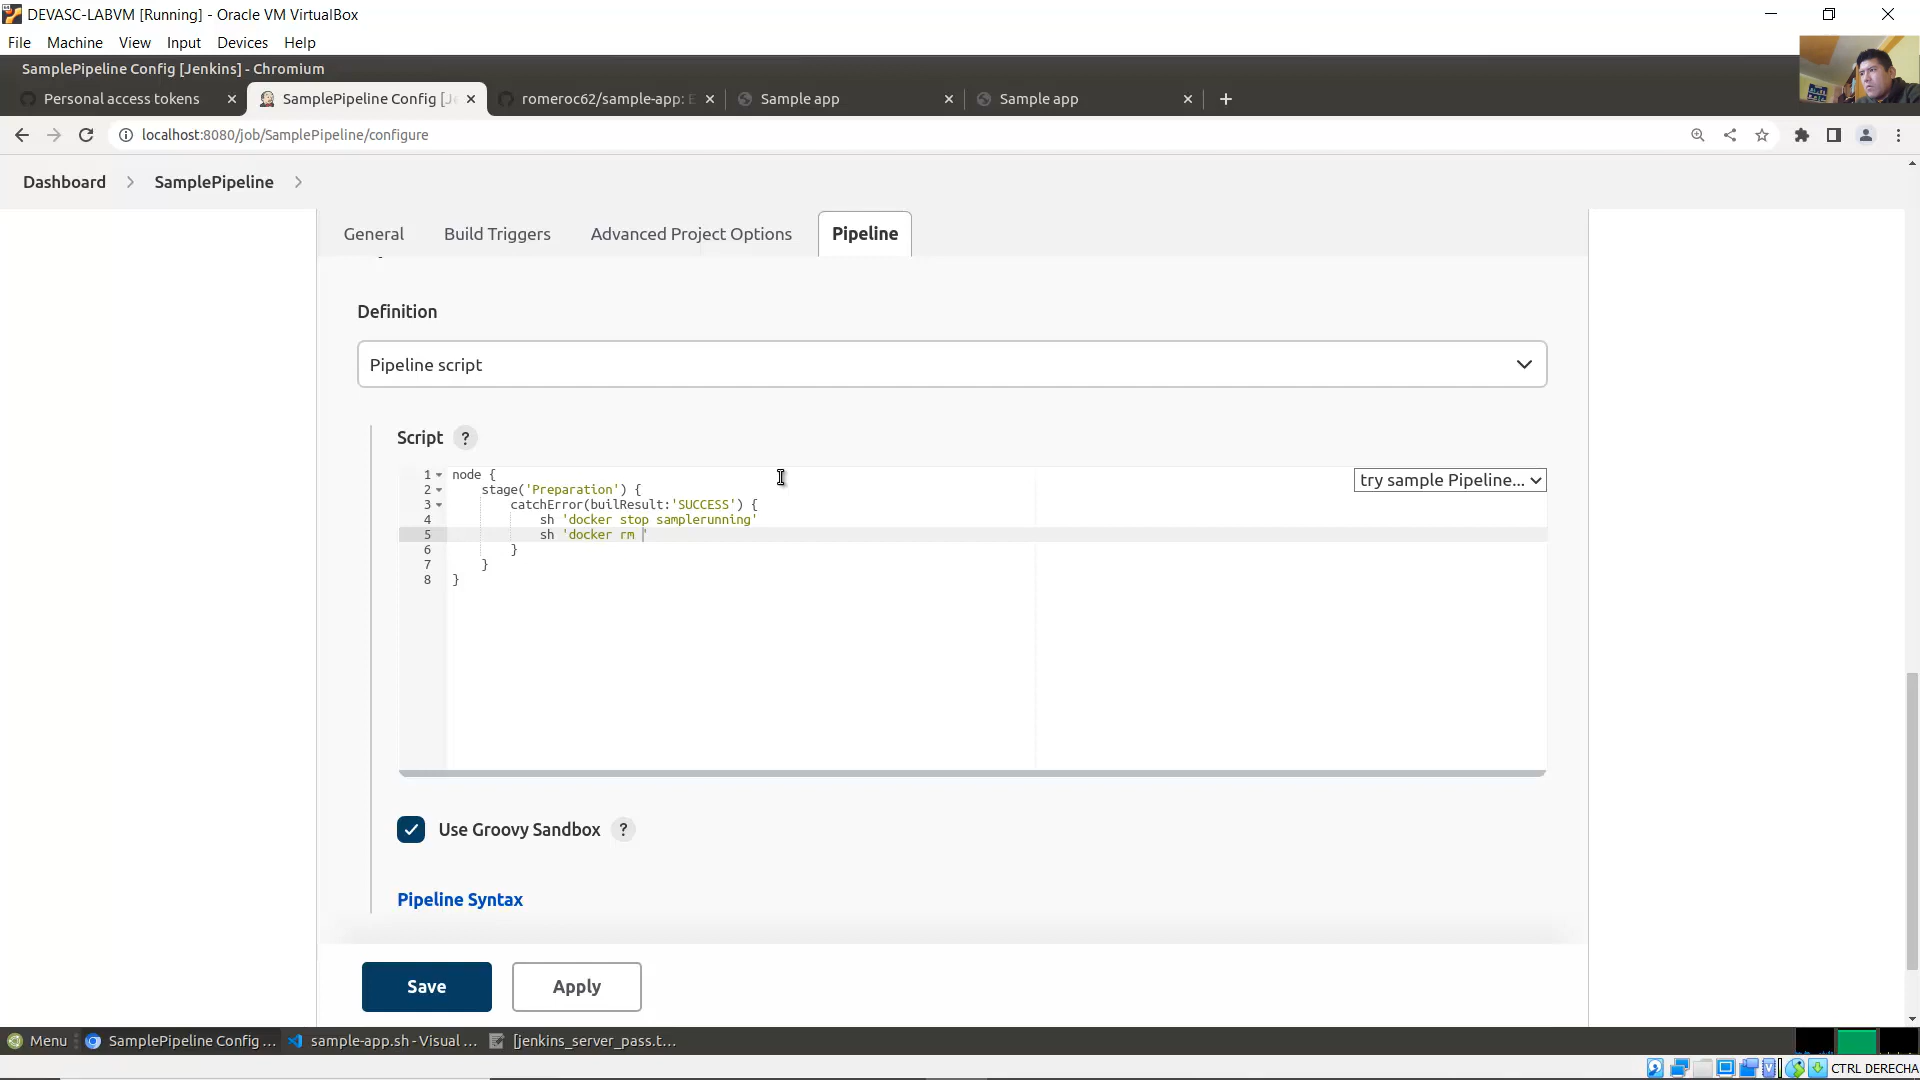 DEVASC-LABVM [Running] - Oracle VM VirtualBox
File Machine View Input Devices Help
SamplePipeline Config [Jenkins] - Chromium
Personal access tokens
SamplePipeline Config [Je
romeroc62/sample-app: E
Sample app
Sample app
localhost:8080/job/SamplePipeline/configure
Dashboard > SamplePipeline >
General Build Triggers Advanced Project Options Pipeline
Definition
Pipeline script
Script ?
try sample Pipeline...
1 node {
2 stage('Preparation') {
3 catchError(builResult:'SUCCESS') {
4 sh 'docker stop samplerunning'
5 sh 'docker rm '
6 }
7 }
8 }
Use Groovy Sandbox ?
Pipeline Syntax
Save Apply
Menu SamplePipeline Config ... sample-app.sh - Visual ... [jenkins_server_pass.t...
CTRL DERECHA